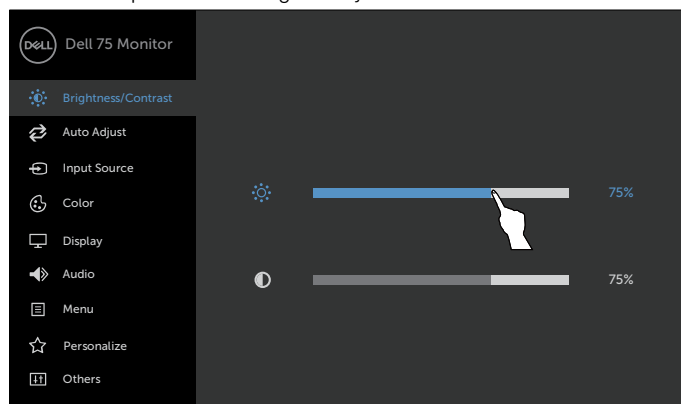 DELL
Dell 75 Monitor
Brightness/Contrast
Auto Adjust
Input Source
Color
75%
Display
Audio
75%
Menu
Personalize
Others